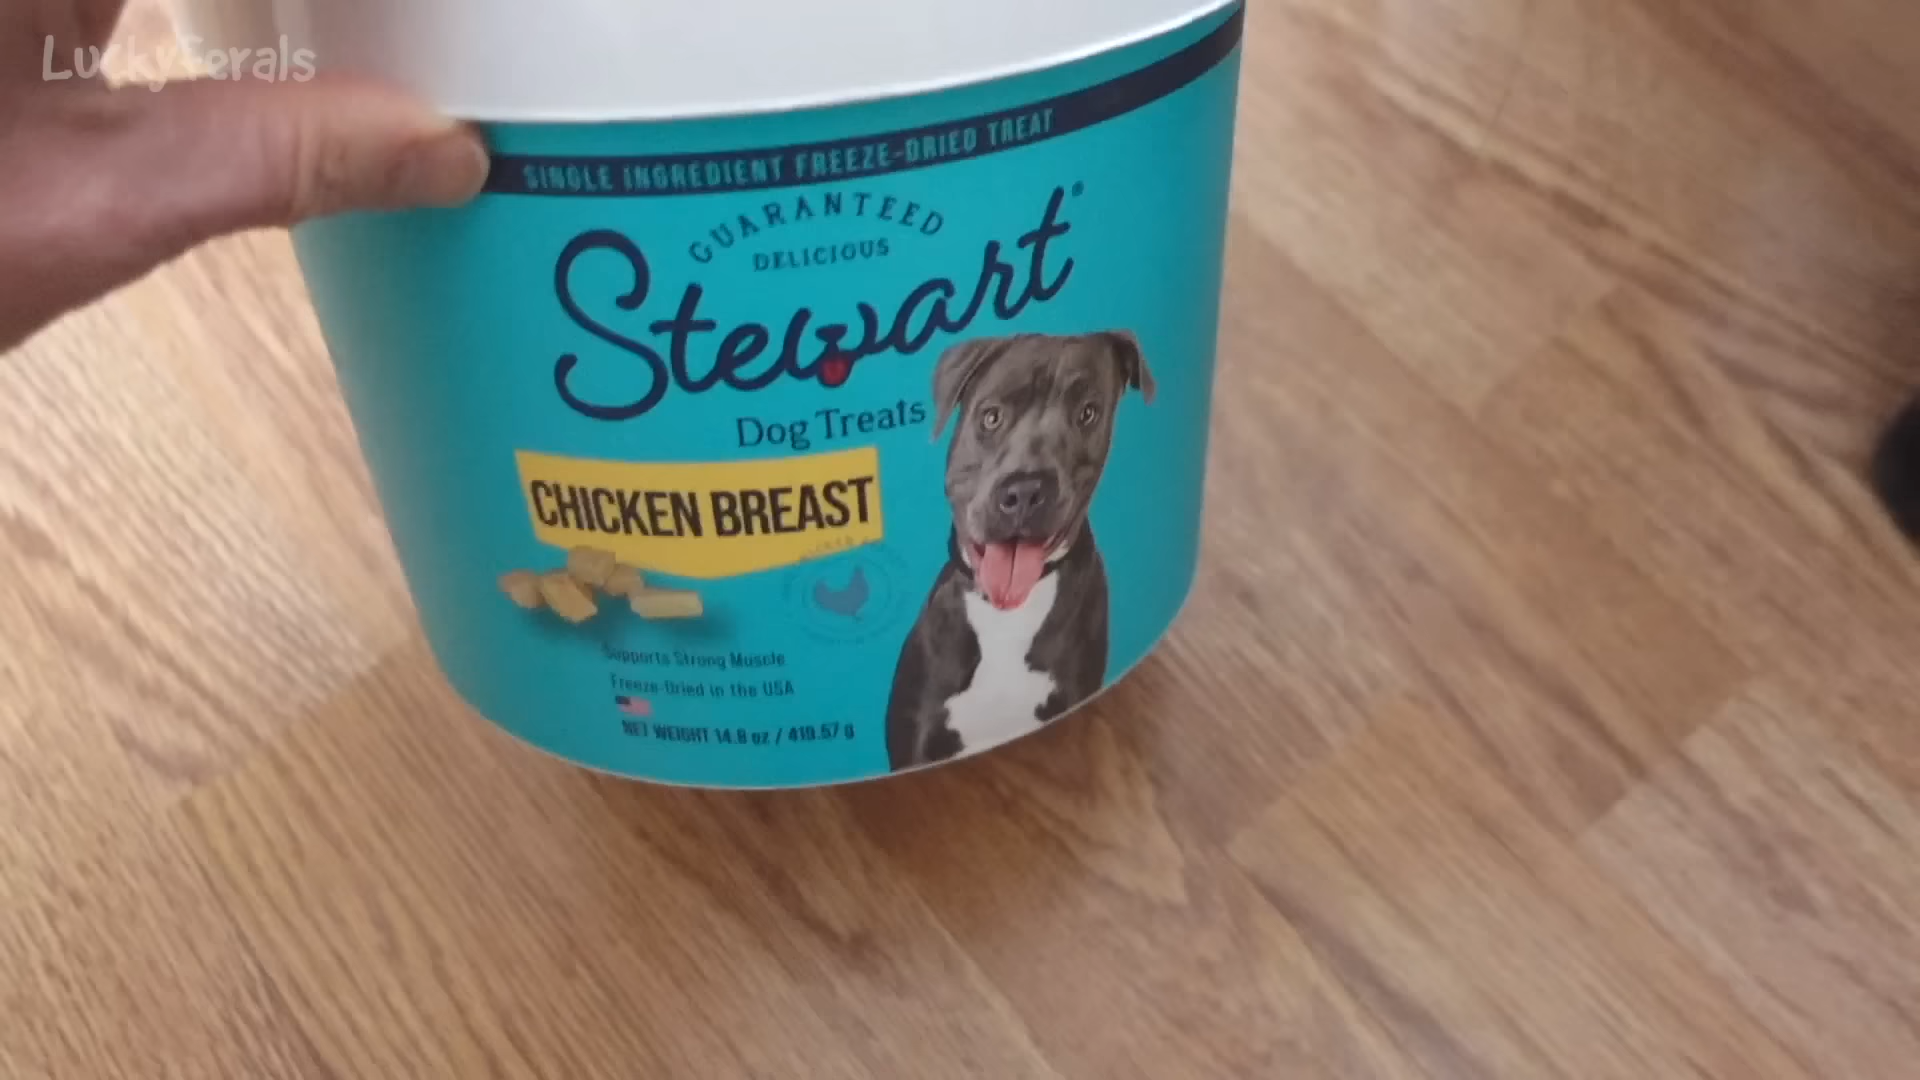 LuckyFerals
SINGLE INGREDIENT FREEZE-DRIED TREAT
GUARANTEED
DELICIOUS
Stewart®
Dog Treats
CHICKEN BREAST
Supports Strong Muscle
Freeze-Dried in the USA
NET WEIGHT 14.8 oz / 419.57 g